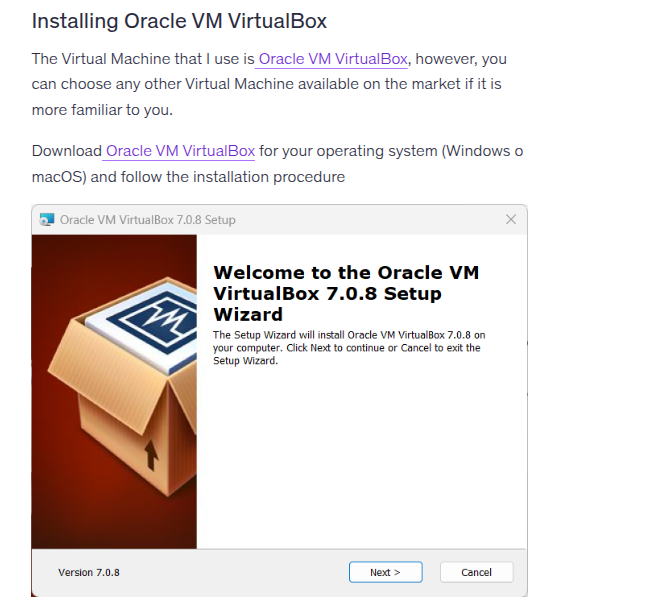 Installing Oracle VM VirtualBox
The Virtual Machine that I use is Oracle VM VirtualBox, however, you
can choose any other Virtual Machine available on the market if it is
more familiar to you.
Download Oracle VM VirtualBox for your operating system (Windows o
macOS) and follow the installation procedure
Oracle VM VirtualBox 7.0.8 Setup
Welcome to the Oracle VM
VirtualBox 7.0.8 Setup
Wizard
The Setup Wizard will install Oracle VM VirtualBox 7.0.8 on
your computer. Click Next to continue or Cancel to exit the
Setup Wizard.
Version 7.0.8
Next >
Cancel